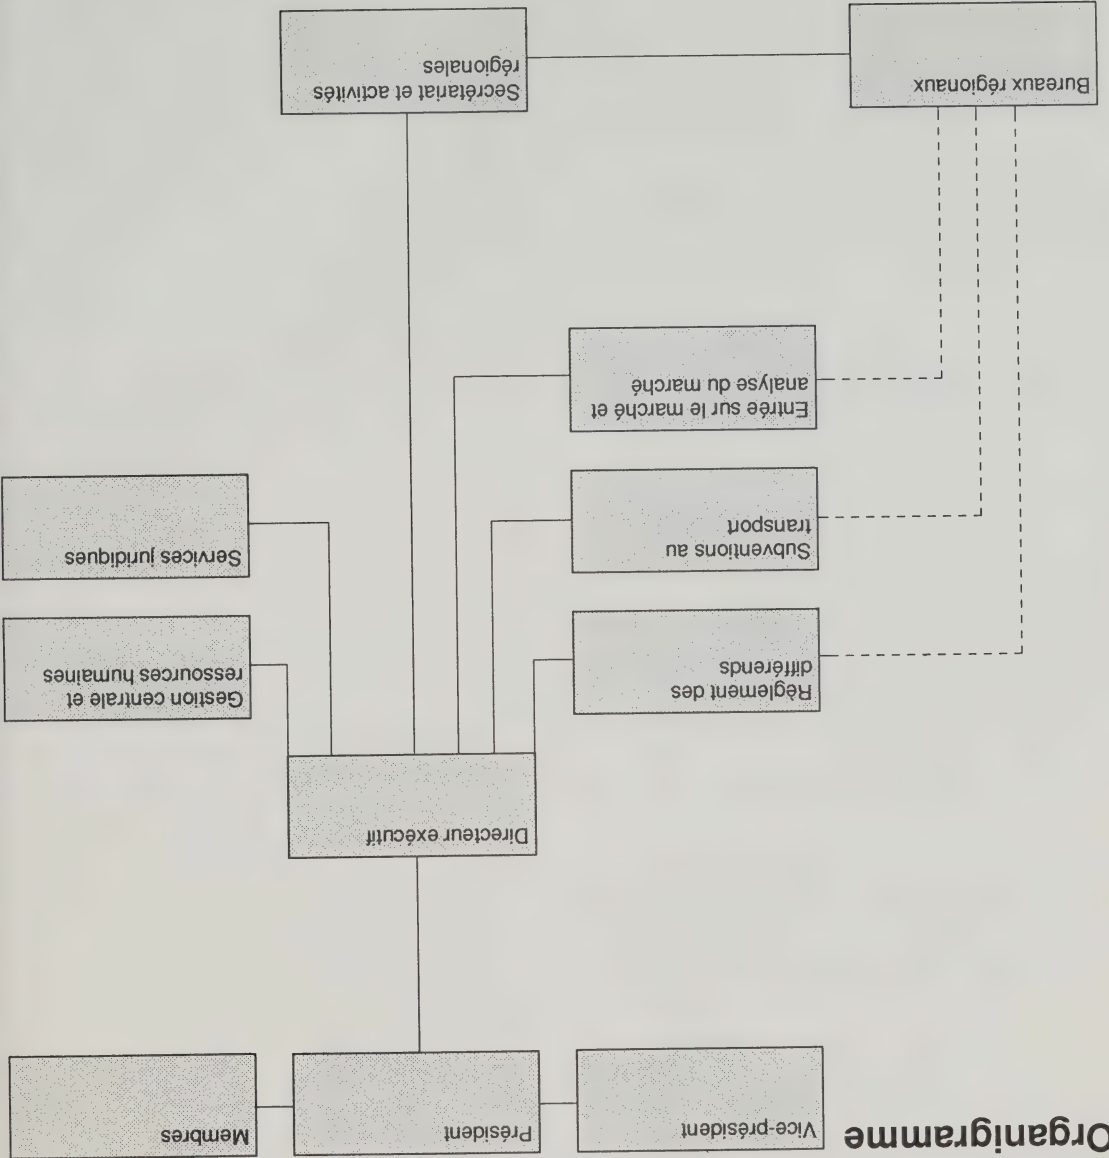 Organigramme
Vice-président
Président
Membres
Directeur exécutif
Règlement des
différends
Gestion centrale et
ressources humaines
Subventions au
transport
Services juridiques
Entrée sur le marché et
analyse du marché
Bureaux régionaux
Secrétariat et activités
régionales